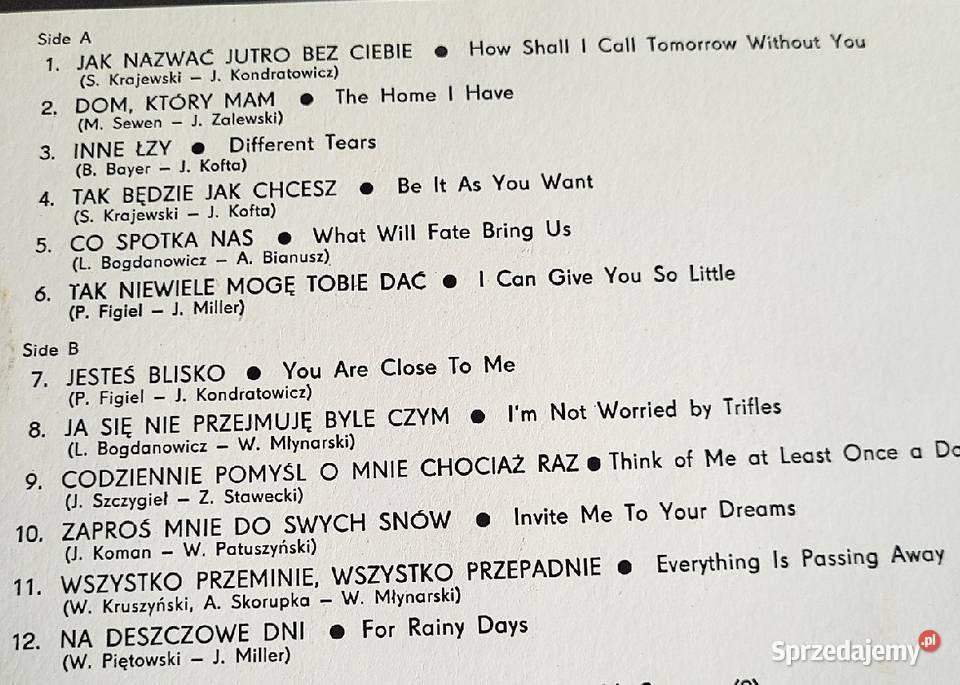 Side A
1. JAK NAZWAĆ JUTRO BEZ CIEBIE ● How Shall I Call Tomorrow Without You
(S. Krajewski – J. Kondratowicz)
2. DOM, KTÓRY MAM ● The Home I Have
(M. Sewen – J. Zalewski)
3. INNE ŁZY ● Different Tears
(B. Bayer – J. Kofta)
4. TAK BĘDZIE JAK CHCESZ ● Be It As You Want
(S. Krajewski – J. Kofta)
5. CO SPOTKA NAS ● What Will Fate Bring Us
(L. Bogdanowicz – A. Bianusz)
6. TAK NIEWIELE MOGĘ TOBIE DAĆ ● I Can Give You So Little
(P. Figiel – J. Miller)
Side B
7. JESTEŚ BLISKO ● You Are Close To Me
(P. Figiel – J. Kondratowicz)
8. JA SIĘ NIE PRZEJMUJĘ BYLE CZYM ● I'm Not Worried by Trifles
(L. Bogdanowicz – W. Młynarski)
9. CODZIENNIE POMYŚL O MNIE CHOCIAŻ RAZ ● Think of Me at Least Once a
(J. Szczygieł – Z. Stawecki)
10. ZAPROŚ MNIE DO SWYCH SNÓW ● Invite Me To Your Dreams
(J. Koman – W. Patuszyński)
11. WSZYSTKO PRZEMINIE, WSZYSTKO PRZEPADNIE ● Everything Is Passing Away
(W. Kruszyński, A. Skorupka – W. Młynarski)
12. NA DESZCZOWE DNI ● For Rainy Days
(W. Piętowski – J. Miller)
Sprzedajemy.pl